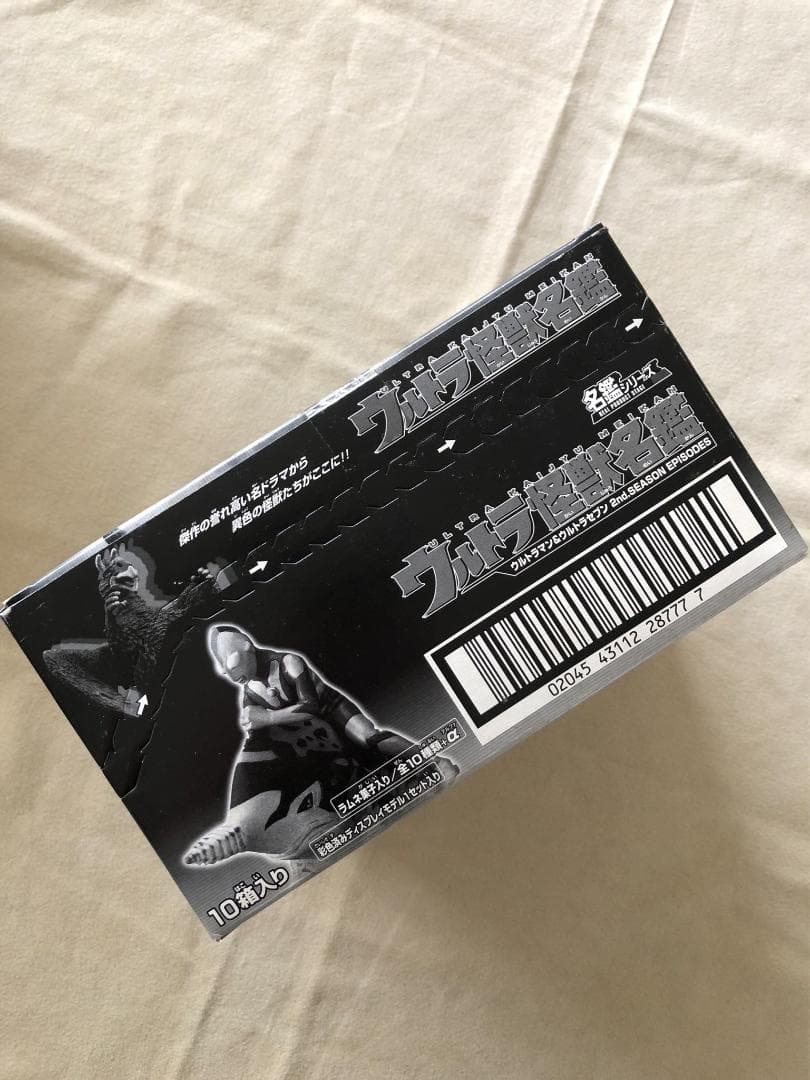 ULTRA KAIJYU MEIKAN
ウルトラ怪獣名鑑
傑作の誉れ高い名ドラマから
異色の怪獣たちがここに!!
名鑑シリーズ
REAL PRODUCT STAGE
ULTRA KAIJYU MEIKAN
ウルトラ怪獣名鑑
ウルトラマン&ウルトラセブン 2nd.SEASON EPISODES
02045 43112 28777 7
ラムネ菓子入り/全10種類+α
彩色済みディスプレイモデル1セット入り
10箱入り